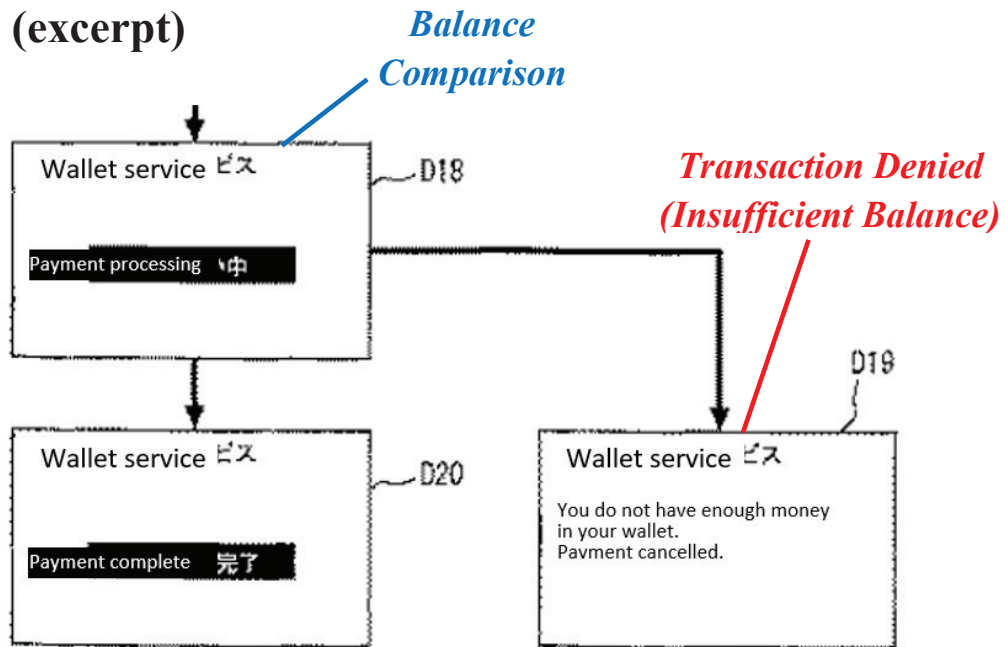 (excerpt)
Balance
Comparison
Wallet service ビス
D18
Transaction Denied
(Insufficient Balance)
Payment processing 中
D19
Wallet service ビス
D20
Payment complete 完了
Wallet service ビス
You do not have enough money
in your wallet.
Payment cancelled.